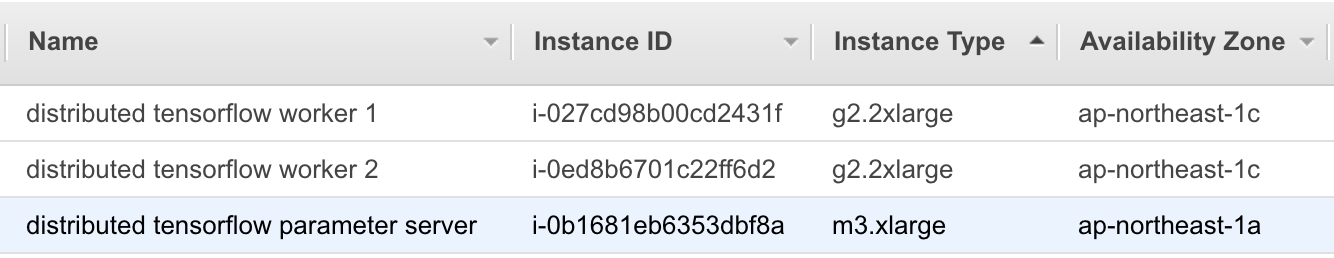 Name Instance ID Instance Type Availability Zone
distributed tensorflow worker 1 i-027cd98b00cd2431f g2.2xlarge ap-northeast-1c
distributed tensorflow worker 2 i-0ed8b6701c22ff6d2 g2.2xlarge ap-northeast-1c
distributed tensorflow parameter server i-0b1681eb6353dbf8a m3.xlarge ap-northeast-1a